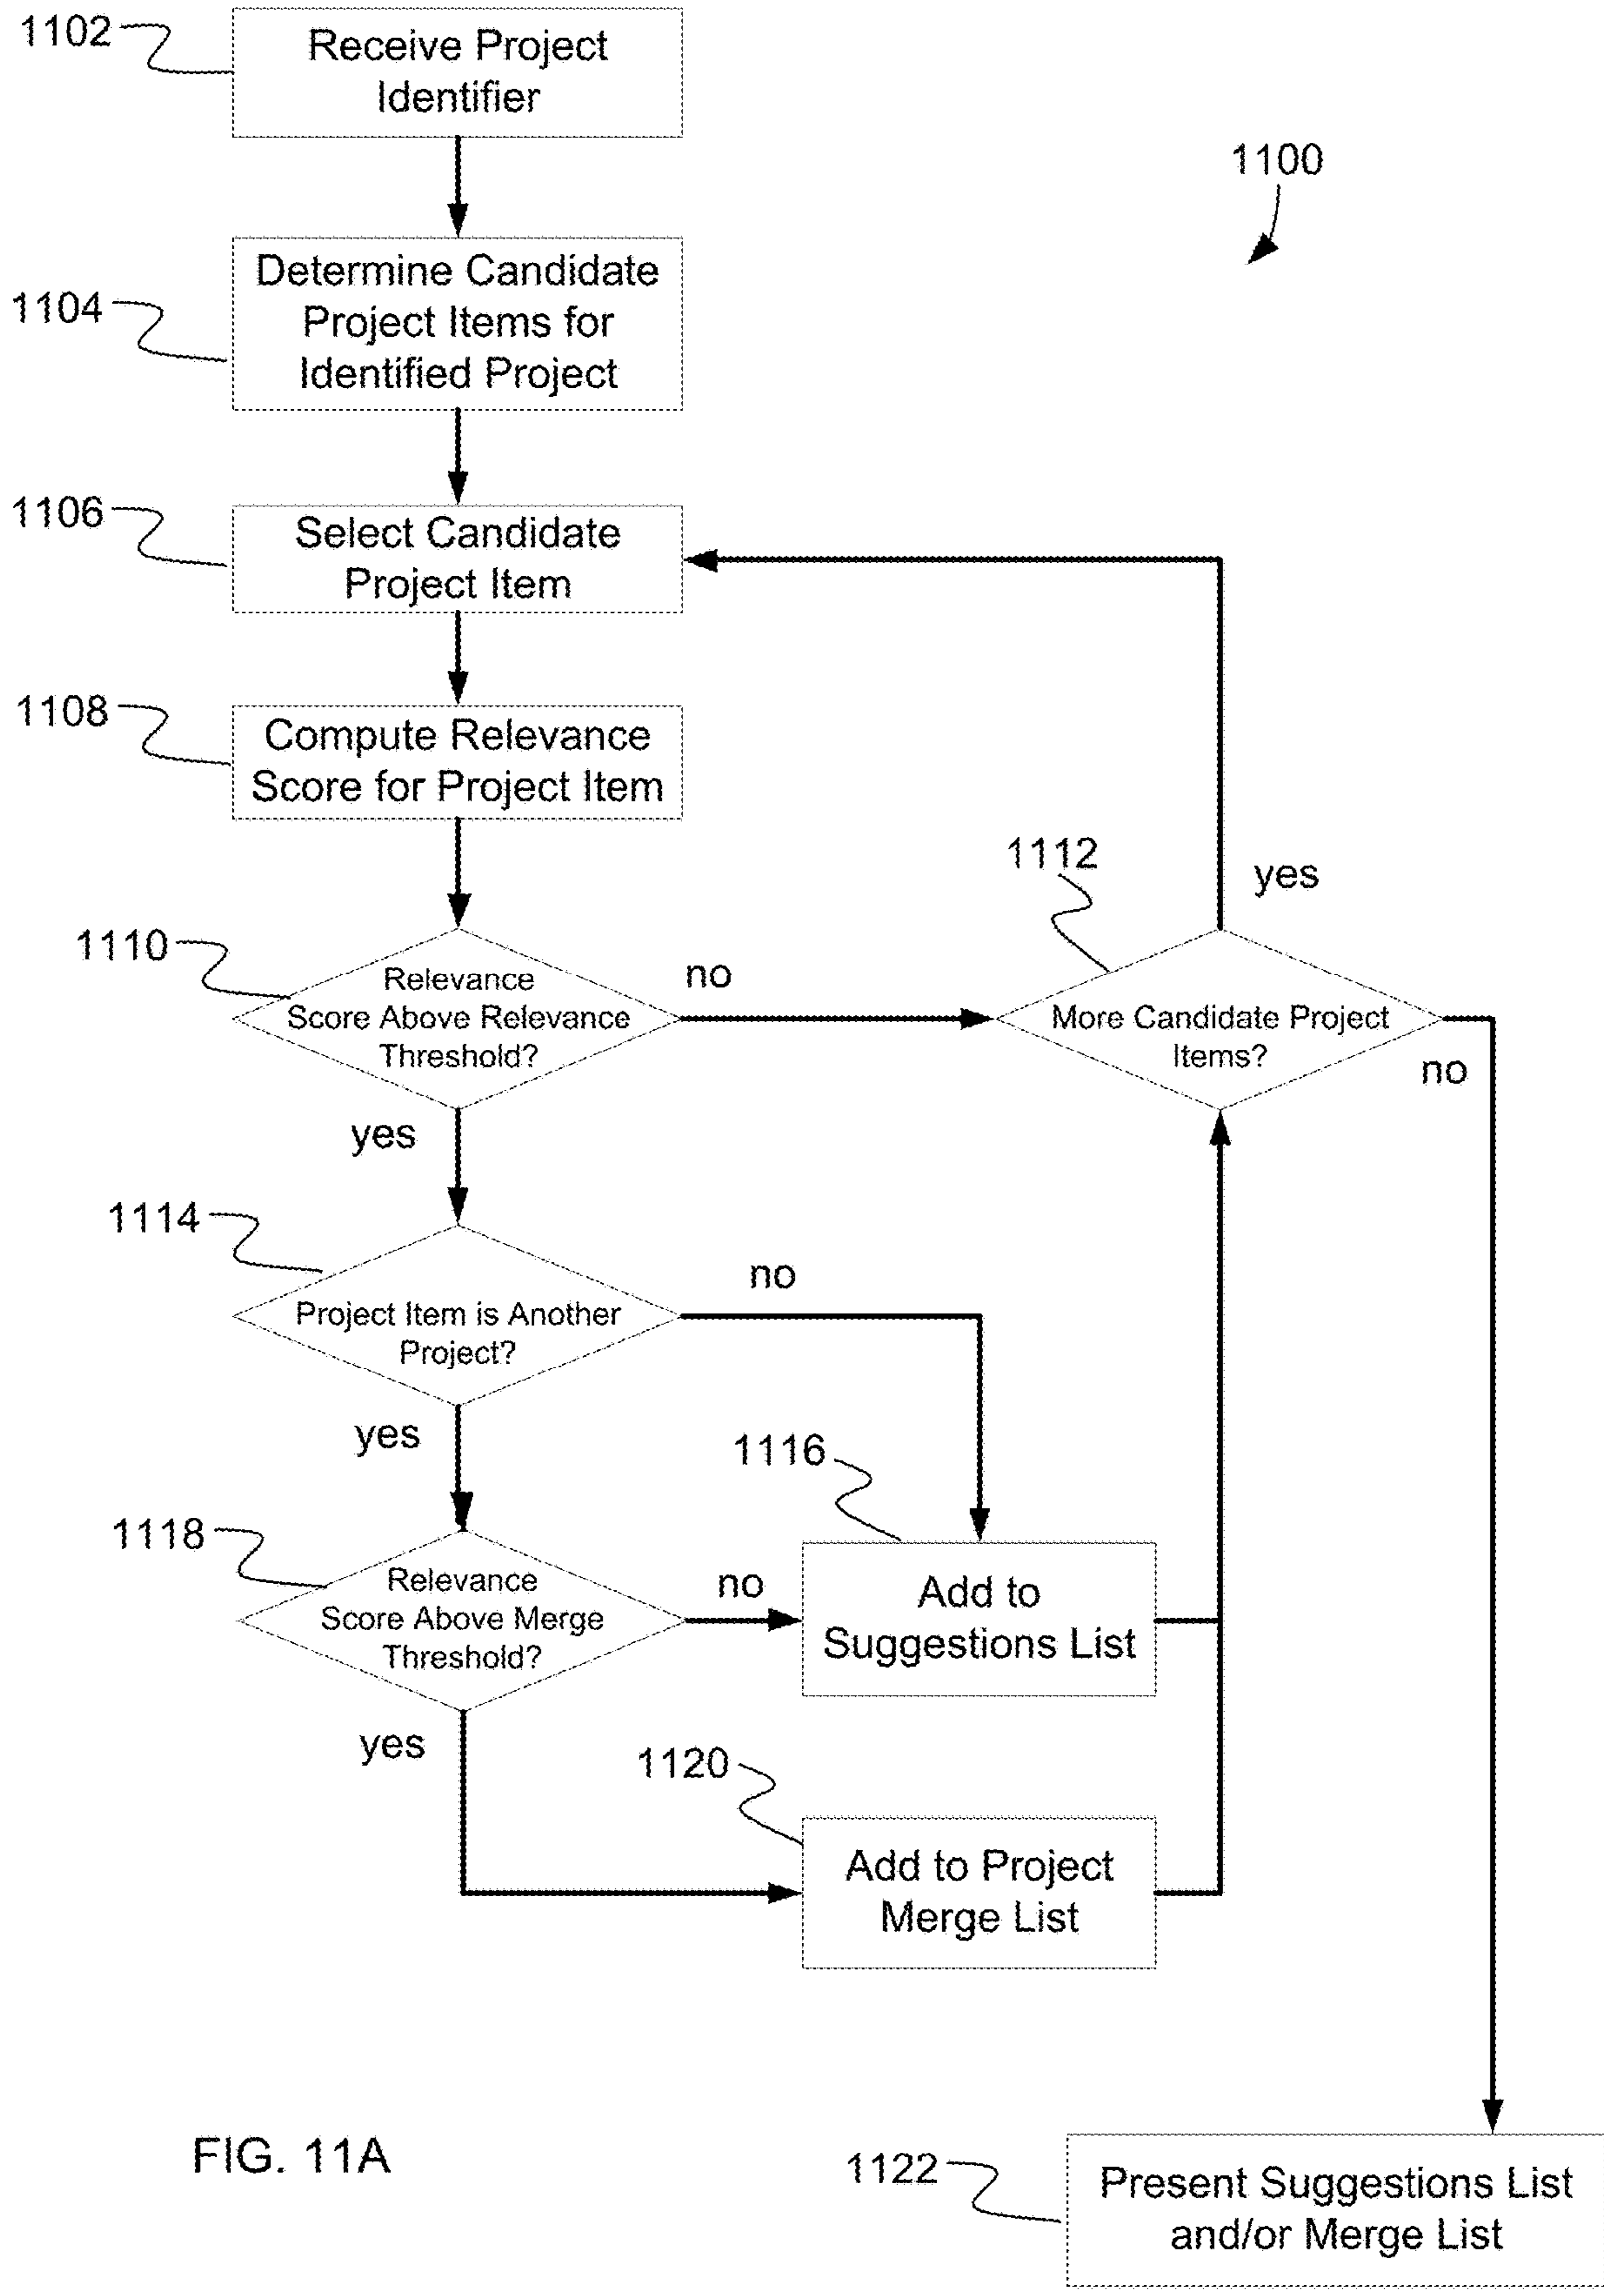 1102
Receive Project
Identifier
1100
1104
Determine Candidate
Project Items for
Identified Project
1106
Select Candidate
Project Item
1108
Compute Relevance
Score for Project Item
1112
yes
1110
Relevance
Score Above Relevance
Threshold?
no
More Candidate Project
Items?
no
yes
1114
Project Item is Another
Project?
no
yes
1116
1118
Relevance
Score Above Merge
Threshold?
no
Add to
Suggestions List
yes
1120
Add to Project
Merge List
FIG. 11A
1122
Present Suggestions List
and/or Merge List